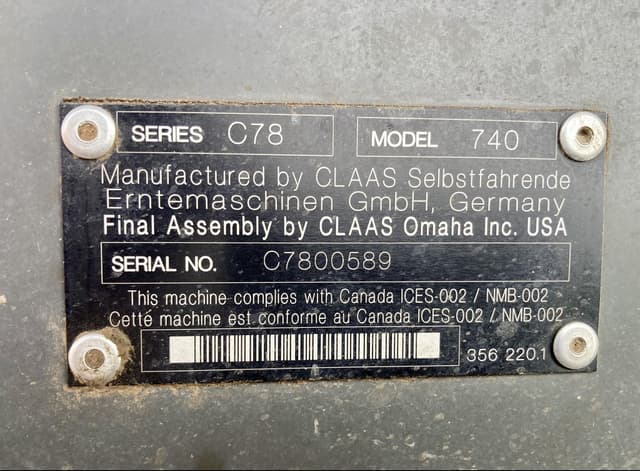 SERIES C78 MODEL 740
Manufactured by CLAAS Selbstfahrende
Erntemaschinen GmbH, Germany
Final Assembly by CLAAS Omaha Inc. USA
SERIAL NO. C7800589
This machine complies with Canada ICES-002 / NMB-002
Cetté machine est conforme au Canada ICES-002 / NMB-002
356 220.1